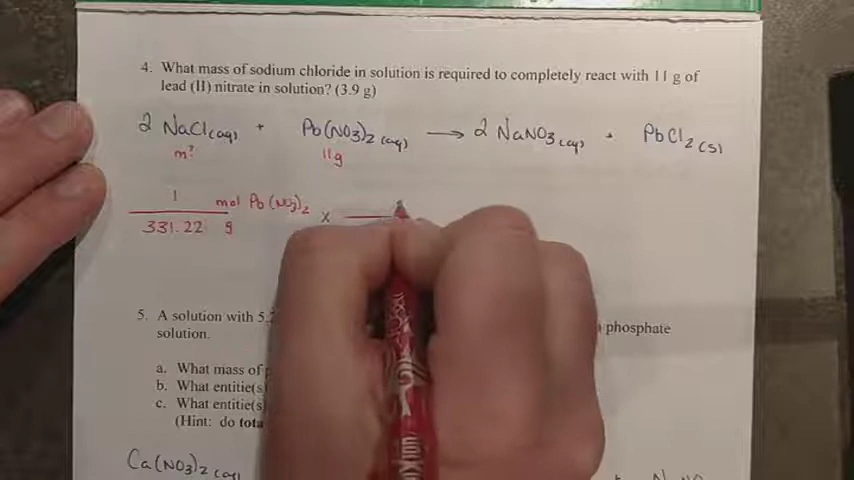 4. What mass of sodium chloride in solution is required to completely react with 11 g of
lead (II) nitrate in solution? (3.9 g)
2 NaCl(aq) + Pb(NO3)2 (aq) → 2 NaNO3 (aq) + PbCl2 (s)
m? 11g
1 mol Pb(NO3)2 x
331.22 g
5. A solution with 5. phosphate
solution.
a. What mass of
b. What entitie(s)
c. What entitie(s)
(Hint: do tota
Ca(NO3)2 (aq)